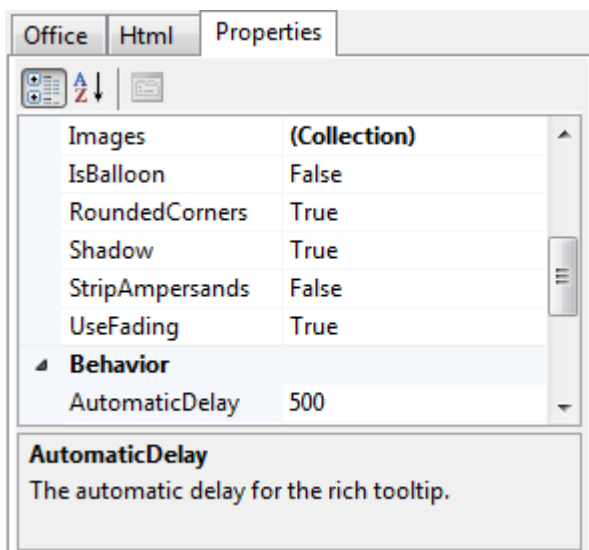 Office Html Properties
A
Z
Images (Collection)
IsBalloon False
RoundedCorners True
Shadow True
StripAmpersands False
UseFading True
Behavior
AutomaticDelay 500
AutomaticDelay
The automatic delay for the rich tooltip.